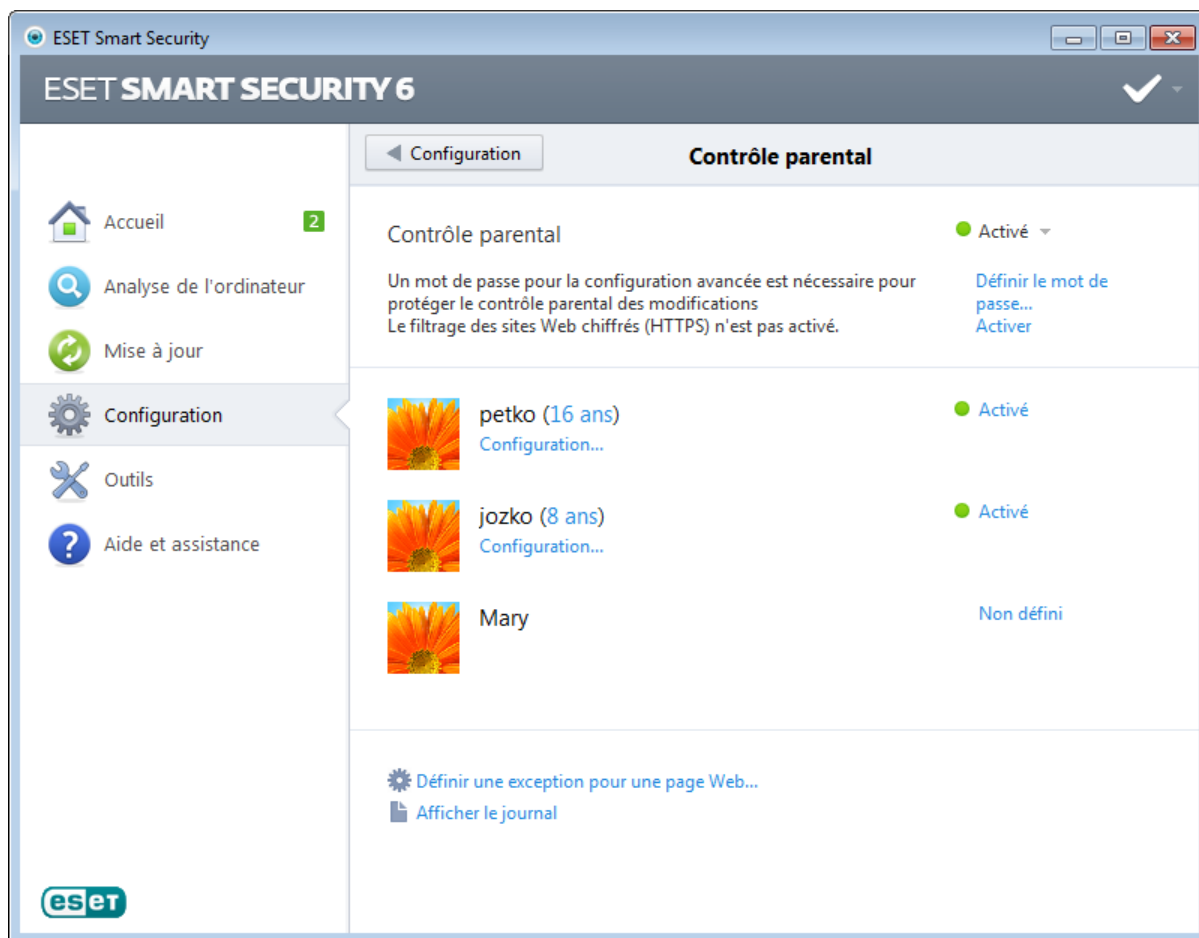 ESET Smart Security
ESET SMART SECURITY 6
Configuration
Contrôle parental
Accueil
2
Analyse de l'ordinateur
Mise à jour
Configuration
Outils
Aide et assistance
Contrôle parental
Activé
Un mot de passe pour la configuration avancée est nécessaire pour
protéger le contrôle parental des modifications
Le filtrage des sites Web chiffrés (HTTPS) n'est pas activé.
Définir le mot de
passe...
Activer
petko (16 ans)
Configuration...
Activé
jozko (8 ans)
Configuration...
Activé
Mary
Non défini
Définir une exception pour une page Web...
Afficher le journal
eset